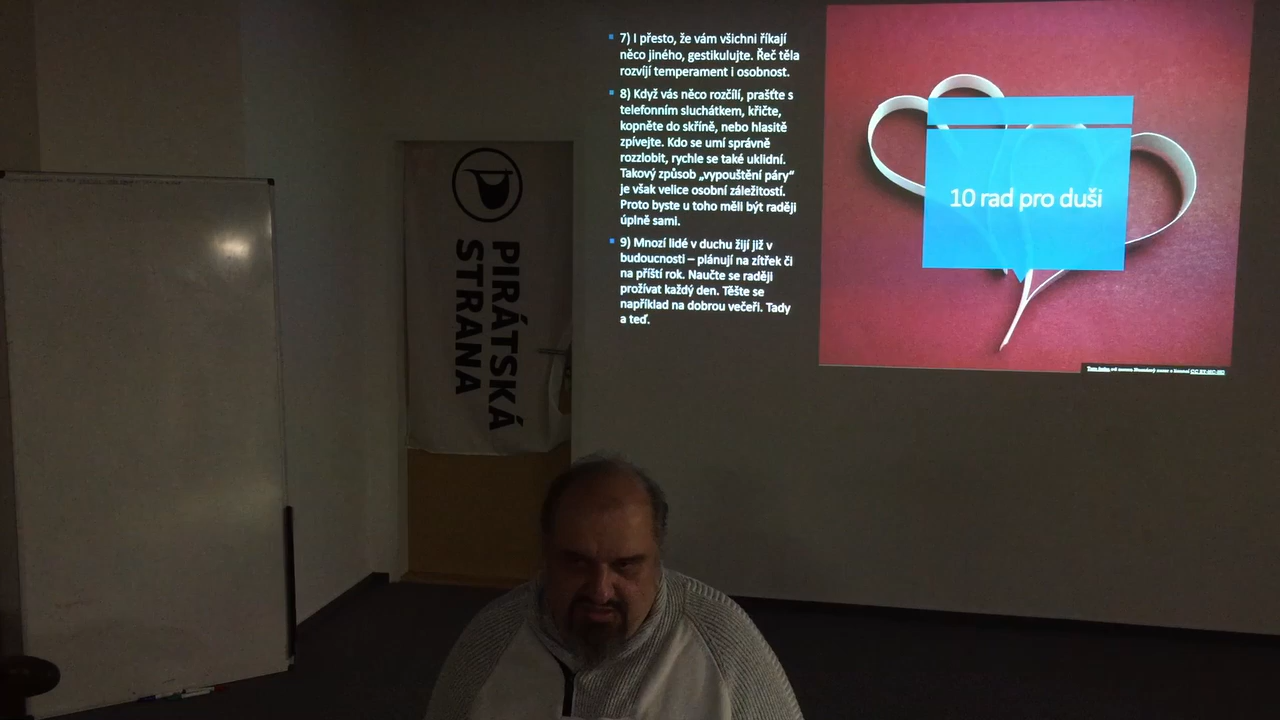 7) I přesto, že vám všichni říkají
něco jiného, gestikulujte. Řeč těla
rozvíjí temperament i osobnost.
8) Když vás něco rozčílí, prašťte s
telefonním sluchátkem, křičte,
kopněte do skříně, nebo hlasitě
zpívejte. Kdo se umí správně
rozzlobit, rychle se také uklidní.
Takový způsob „vypouštění páry“
je však velice osobní záležitostí.
Proto byste u toho měli být raději
úplně sami.
9) Mnozí lidé v duchu žijí již v
budoucnosti – plánují na zítřek či
na příští rok. Naučte se raději
prožívat každý den. Těšte se
například na dobrou večeři. Tady
a teď.
10 rad pro duši
PIRÁTSKÁ
STRANA